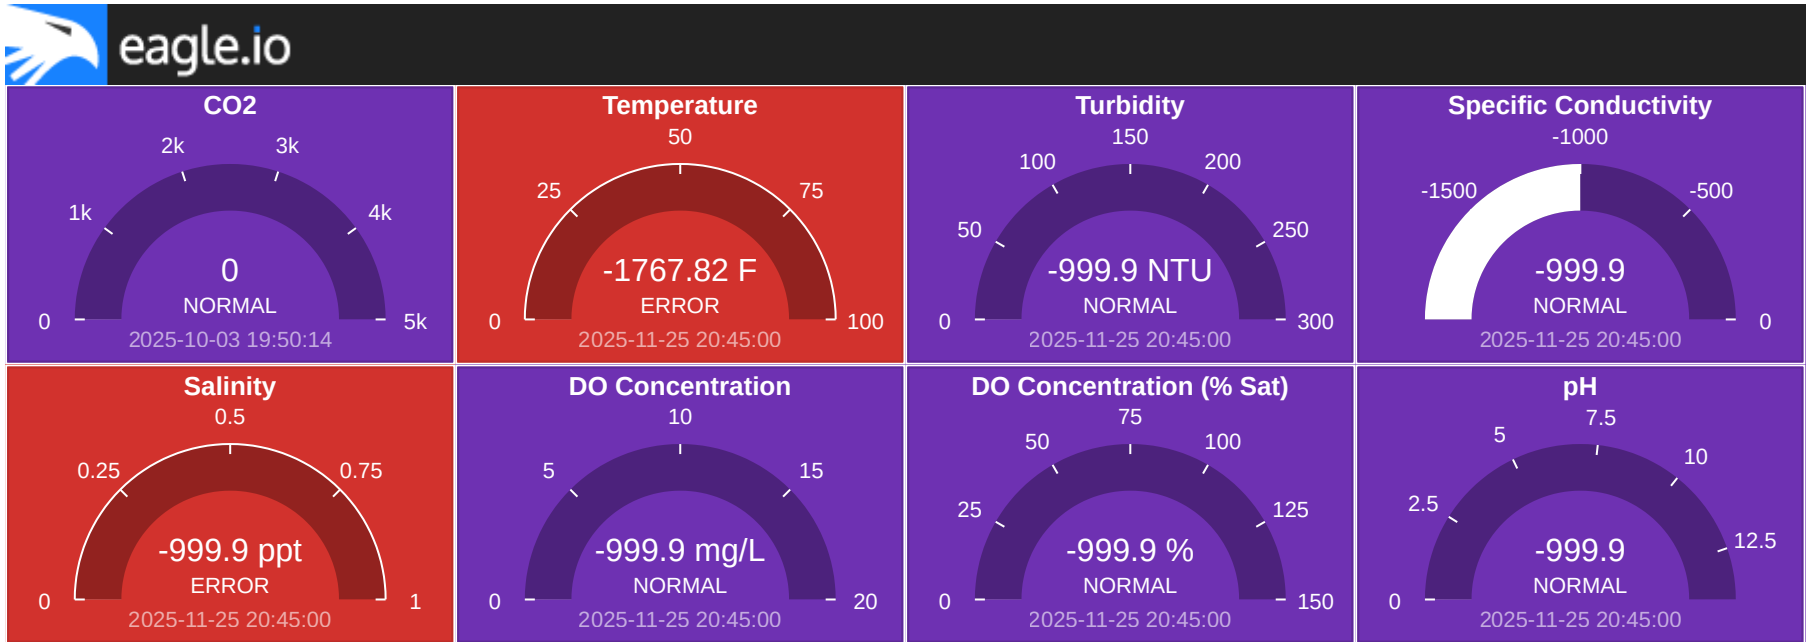 eagle.io
CO2
2k
3k
1k
4k
0
NORMAL
0
5k
2025-10-03 19:50:14
Temperature
50
25
75
-1767.82 F
ERROR
0
100
2025-11-25 20:45:00
Turbidity
150
100
200
50
250
-999.9 NTU
NORMAL
0
300
2025-11-25 20:45:00
Specific Conductivity
-1000
-1500
-500
-999.9
NORMAL
0
2025-11-25 20:45:00
Salinity
0.5
0.25
0.75
-999.9 ppt
ERROR
0
1
2025-11-25 20:45:00
DO Concentration
10
5
15
-999.9 mg/L
NORMAL
0
20
2025-11-25 20:45:00
DO Concentration (% Sat)
75
50
100
25
125
-999.9 %
NORMAL
0
150
2025-11-25 20:45:00
pH
7.5
5
10
2.5
12.5
-999.9
NORMAL
0
2025-11-25 20:45:00